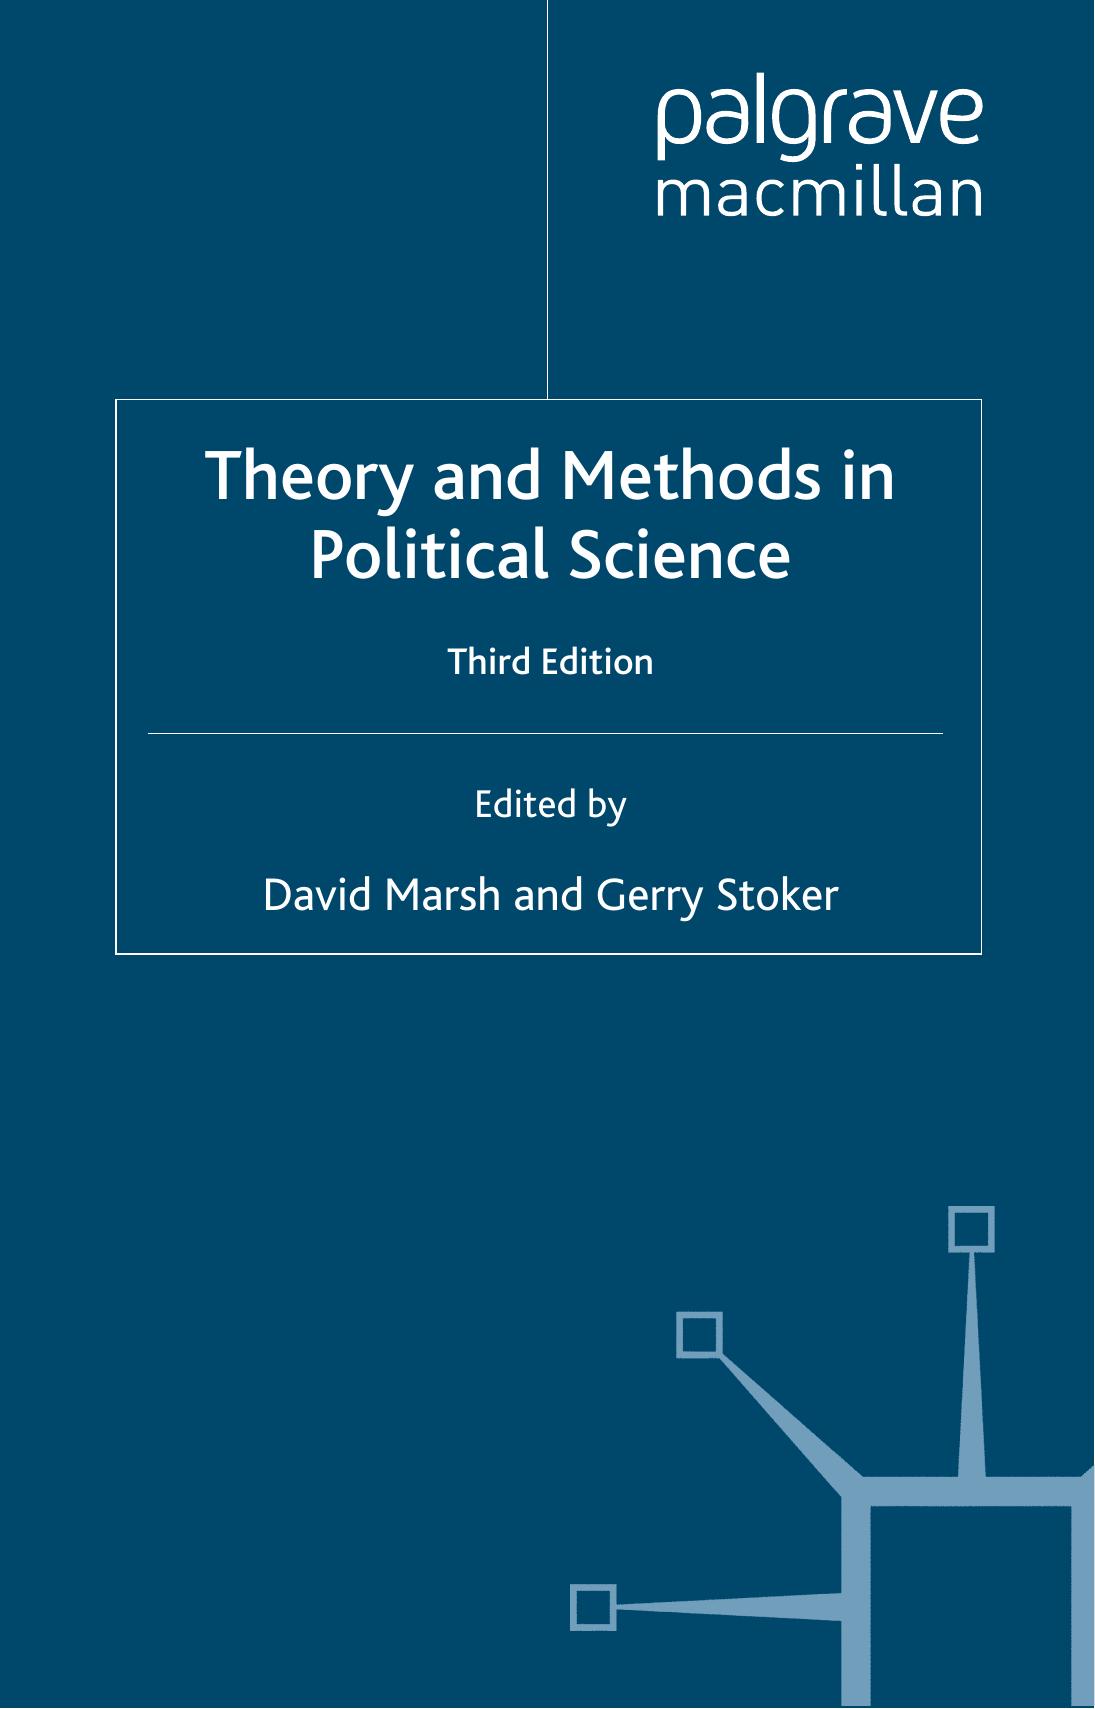 palgrave
macmillan
Theory and Methods in
Political Science
Third Edition
Edited by
David Marsh and Gerry Stoker